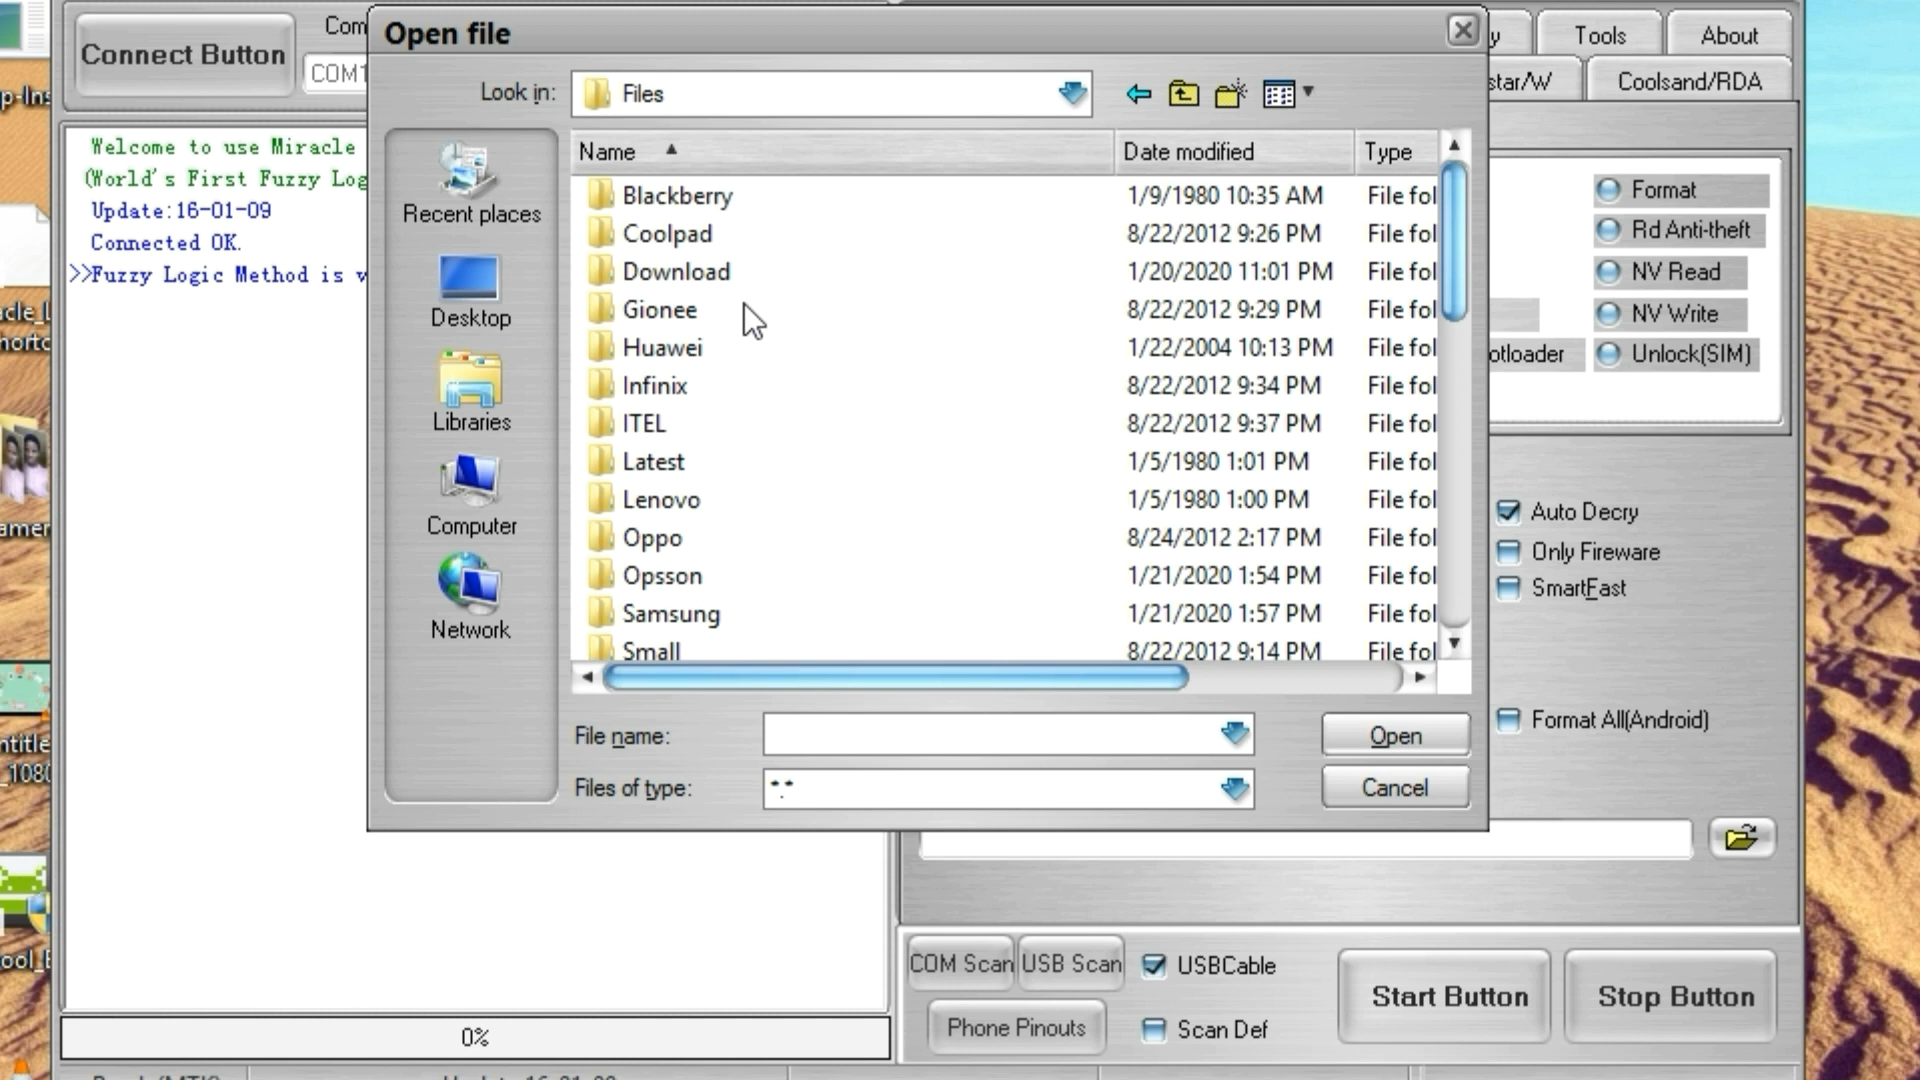 Connect Button
Com
COM1
Open file
y
Tools
About
star/W
Coolsand/RDA
Look in:
Files
Name
Date modified
Type
Recent places
Desktop
Libraries
Computer
Network
Blackberry 1/9/1980 10:35 AM File fol
Coolpad 8/22/2012 9:26 PM File fol
Download 1/20/2020 11:01 PM File fol
Gionee 8/22/2012 9:29 PM File fol
Huawei 1/22/2004 10:13 PM File fol
Infinix 8/22/2012 9:34 PM File fol
ITEL 8/22/2012 9:37 PM File fol
Latest 1/5/1980 1:01 PM File fol
Lenovo 1/5/1980 1:00 PM File fol
Oppo 8/24/2012 2:17 PM File fol
Opsson 1/21/2020 1:54 PM File fol
Samsung 1/21/2020 1:57 PM File fol
Small 8/22/2012 9:14 PM File fol
File name:
Open
Files of type:
*.*
Cancel
Welcome to use Miracle
(World's First Fuzzy Log
Update:16-01-09
Connected OK.
>>Fuzzy Logic Method is w
Format
Rd Anti-theft
NV Read
NV Write
otloader
Unlock(SIM)
Auto Decry
Only Fireware
SmartFast
Format All(Android)
COM Scan
USB Scan
USBCable
Phone Pinouts
Scan Def
Start Button
Stop Button
0%
p-Ins
acle_L
horto
amer
ntitle
_1080
ool_E